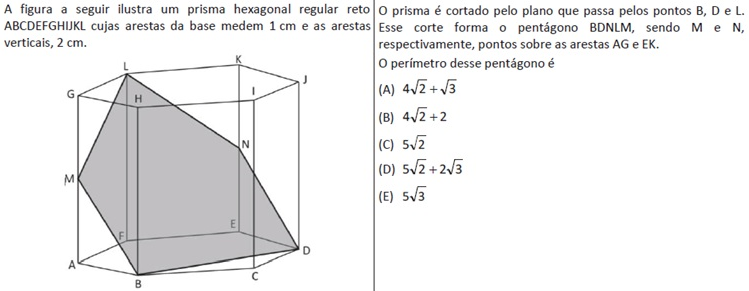 A figura a seguir ilustra um prisma hexagonal regular reto
ABCDEFGHIJKL cujas arestas da base medem 1 cm e as arestas
verticais, 2 cm.
L
K
J
G
H
I
N
M
F
E
D
A
B
C
O prisma é cortado pelo plano que passa pelos pontos B, D e L.
Esse corte forma o pentágono BDNLM, sendo M e N,
respectivamente, pontos sobre as arestas AG e EK.
O perímetro desse pentágono é
(A) 4√2 + √3
(B) 4√2 + 2
(C) 5√2
(D) 5√2 + 2√3
(E) 5√3